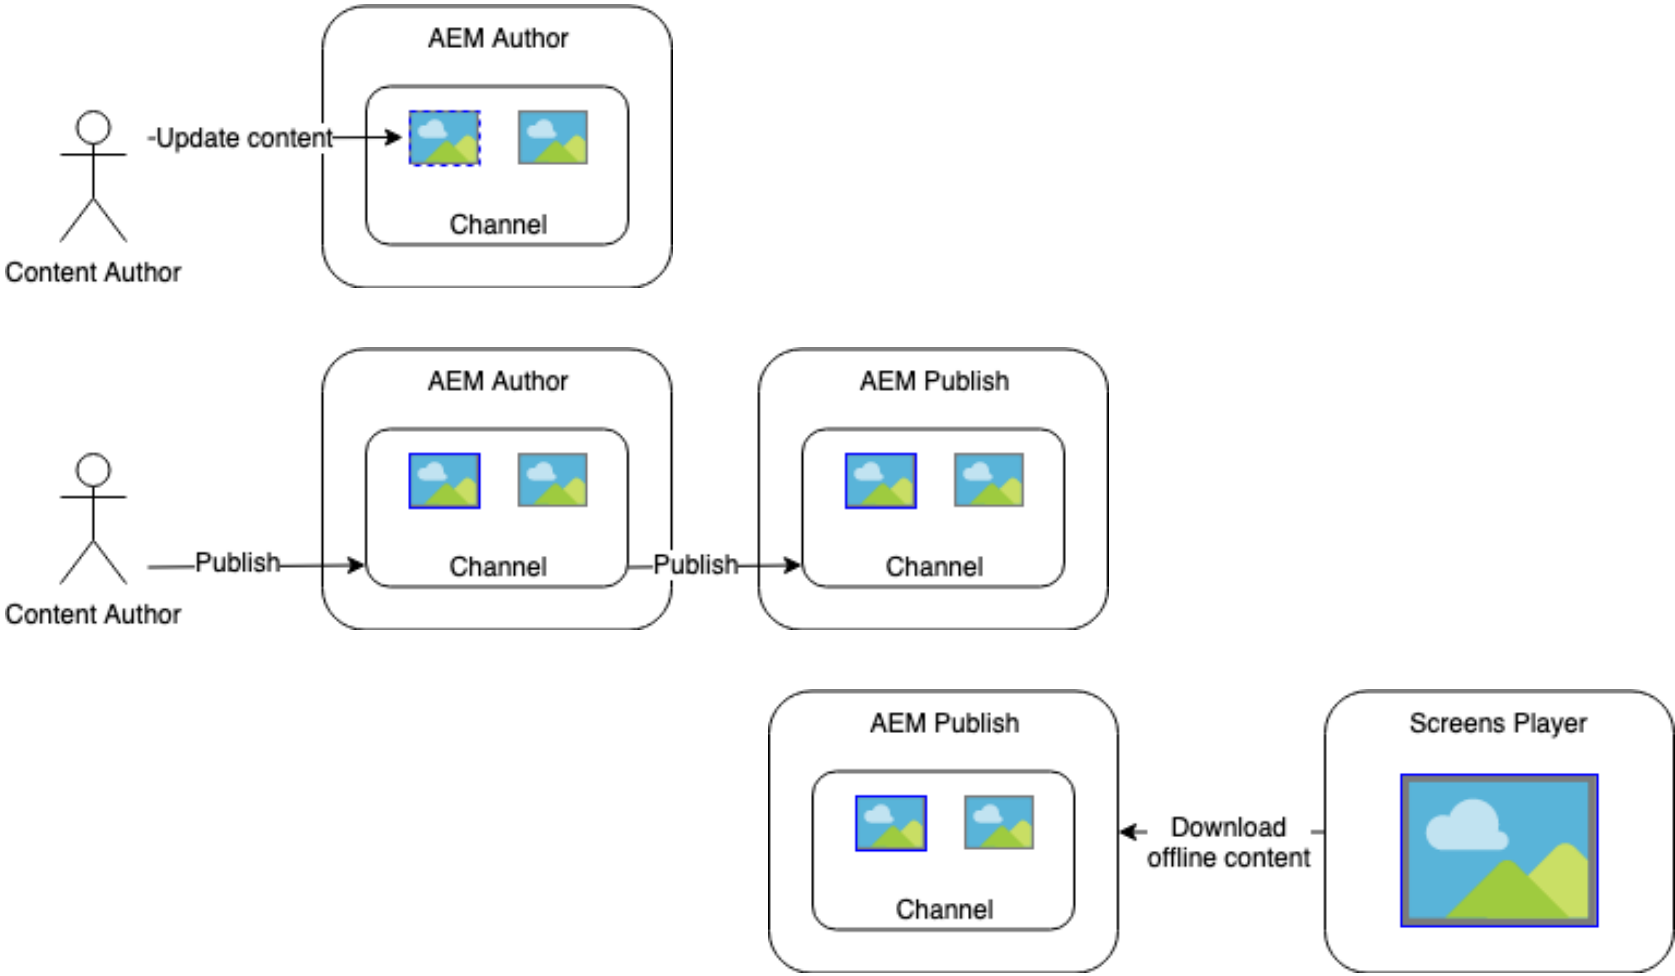 AEM Author
-Update content
Channel
Content Author
AEM Author
AEM Publish
Publish
Channel
Publish
Channel
Content Author
AEM Publish
Screens Player
Download
offline content
Channel